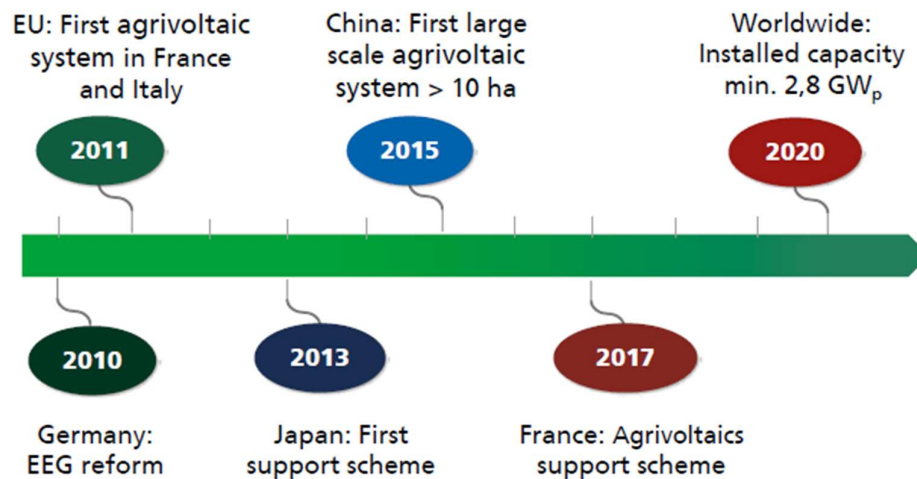 EU: First agrivoltaic
system in France
and Italy
China: First large
scale agrivoltaic
system > 10 ha
Worldwide:
Installed capacity
min. 2,8 GWp
2011
2015
2020
2010
2013
2017
Germany:
EEG reform
Japan: First
support scheme
France: Agrivoltaics
support scheme